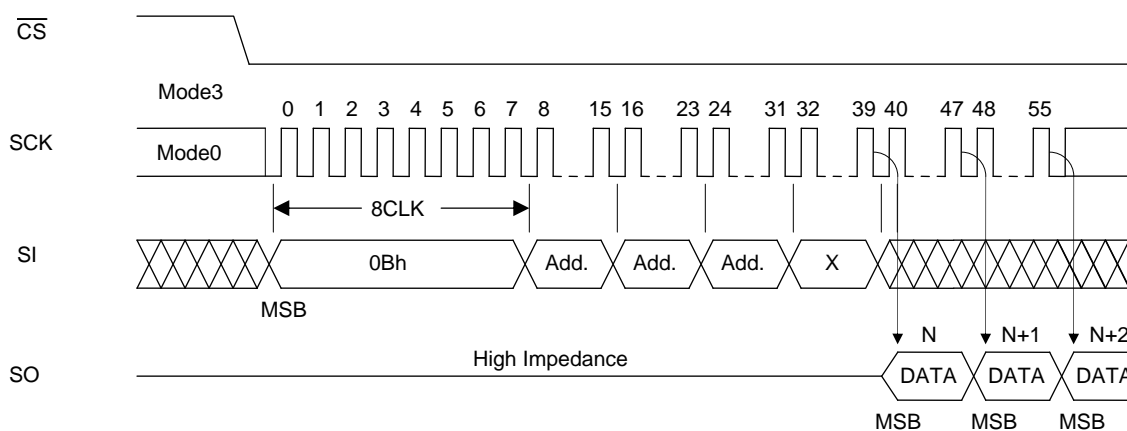 CS
Mode3
0 1 2 3 4 5 6 7 8 15 16 23 24 31 32 39 40 47 48 55
SCK
Mode0
8CLK
SI
0Bh Add. Add. Add. X
MSB
N N+1 N+2
High Impedance
SO
DATA DATA DATA
MSB MSB MSB